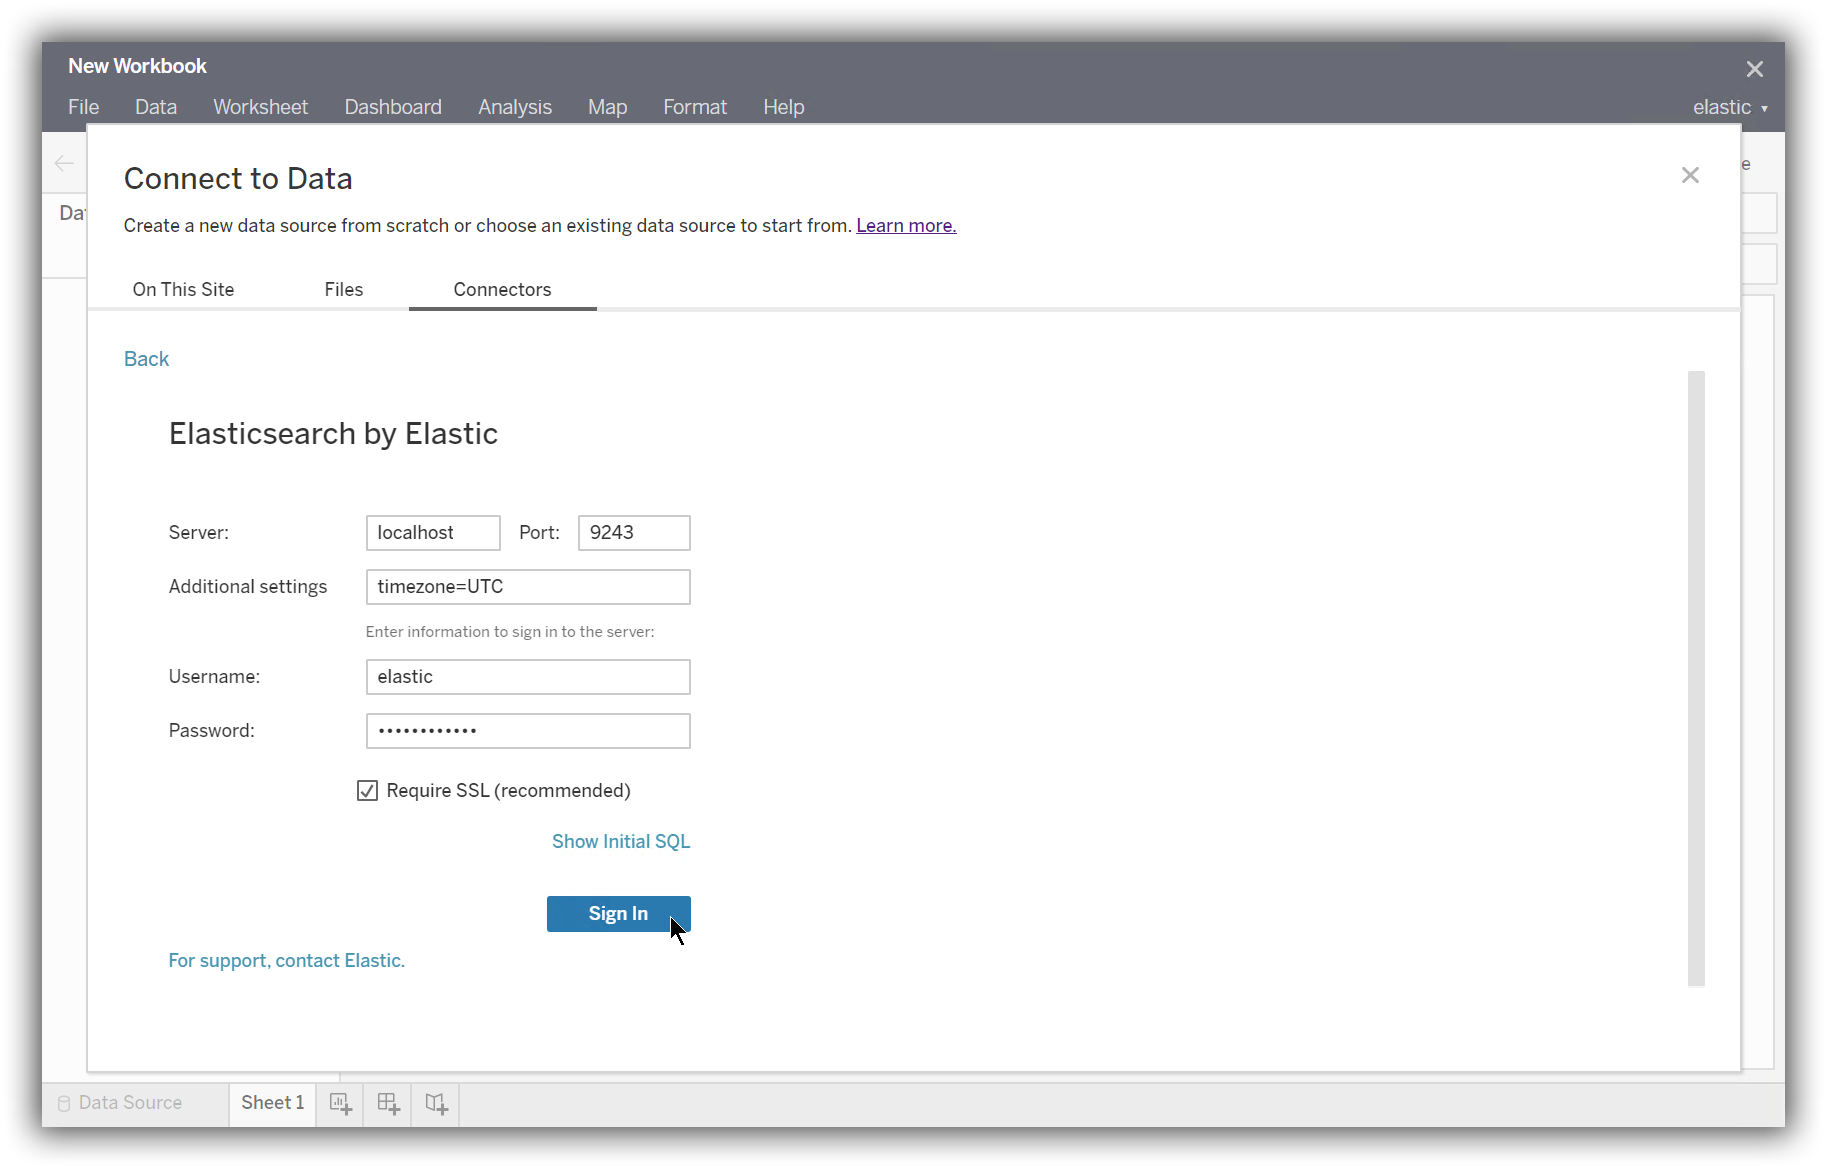 New Workbook
File Data Worksheet Dashboard Analysis Map Format Help elastic
Connect to Data
Create a new data source from scratch or choose an existing data source to start from. Learn more.
On This Site Files Connectors
Back
Elasticsearch by Elastic
Server: localhost Port: 9243
Additional settings timezone=UTC
Enter information to sign in to the server:
Username: elastic
Password: ••••••••••••
Require SSL (recommended)
Show Initial SQL
Sign In
For support, contact Elastic.
Data Source Sheet 1